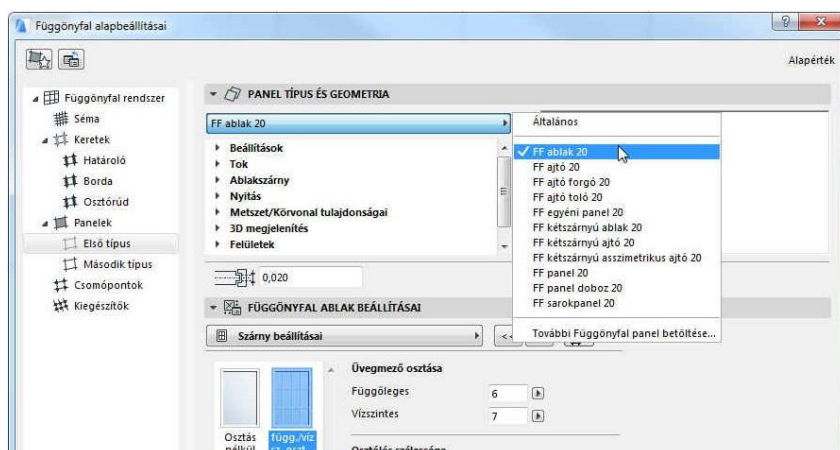 Függönyfal alapbeállításai
Alapérték
Függönyfal rendszer
Séma
Keretek
Határoló
Borda
Osztórúd
Panelek
Első típus
Második típus
Csomópontok
Kiegészítők
PANEL TÍPUS ÉS GEOMETRIA
FF ablak 20
Beállítások
Tok
Ablakszárny
Nyitás
Metszet/Körvonal tulajdonságai
3D megjelenítés
Felületek
0,020
Általános
FF ablak 20
FF ajtó 20
FF ajtó forgó 20
FF ajtó toló 20
FF egyéni panel 20
FF kétszárnyú ablak 20
FF kétszárnyú ajtó 20
FF kétszárnyú asszimetrikus ajtó 20
FF panel 20
FF panel doboz 20
FF sarokpanel 20
További Függönyfal panel betöltése...
FÜGGÖNYFAL ABLAK BEÁLLÍTÁSAI
Szárny beállításai
Üvegmező osztása
Függőleges 6
Vízszintes 7
Osztás
függ./víz